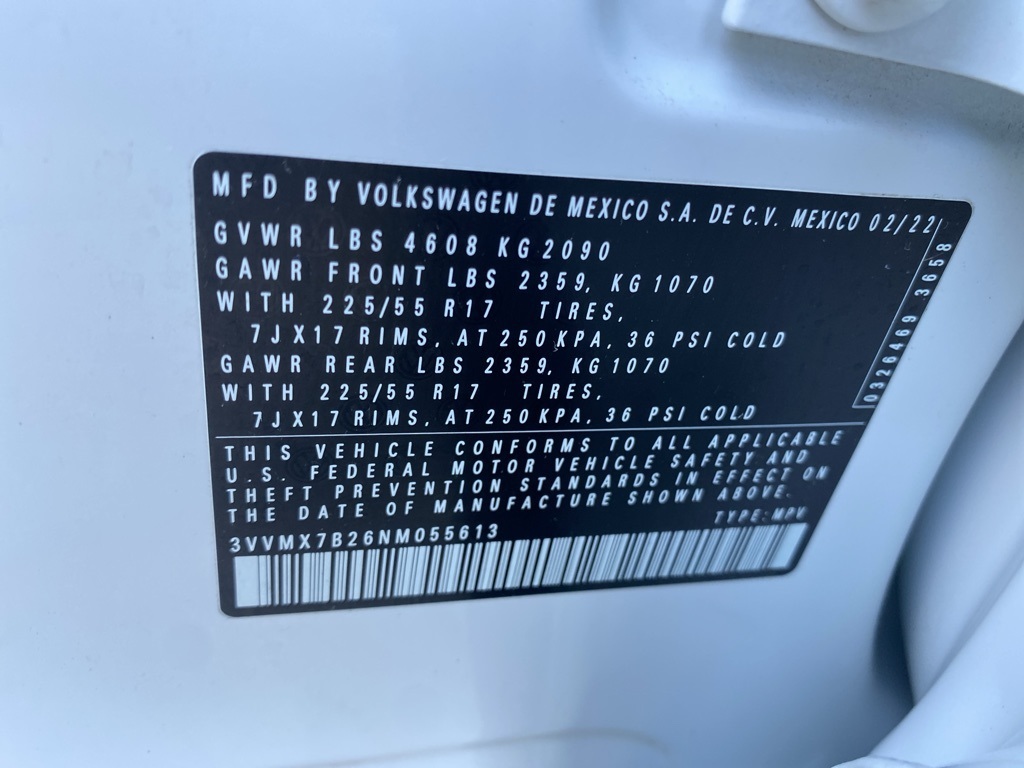 MFD BY VOLKSWAGEN DE MEXICO S.A. DE C.V. MEXICO 02/22
GVWR LBS 4608 KG 2090
GAWR FRONT LBS 2359, KG 1070
WITH 225/55 R17 TIRES,
7JX17 RIMS, AT 250 KPA, 36 PSI COLD
GAWR REAR LBS 2359, KG 1070
WITH 225/55 R17 TIRES,
7JX17 RIMS, AT 250 KPA, 36 PSI COLD
0326469 3658
THIS VEHICLE CONFORMS TO ALL APPLICABLE
U.S. FEDERAL MOTOR VEHICLE SAFETY AND
THEFT PREVENTION STANDARDS IN EFFECT ON
THE DATE OF MANUFACTURE SHOWN ABOVE.
TYPE: MPV
3VVMX7B26NM055613